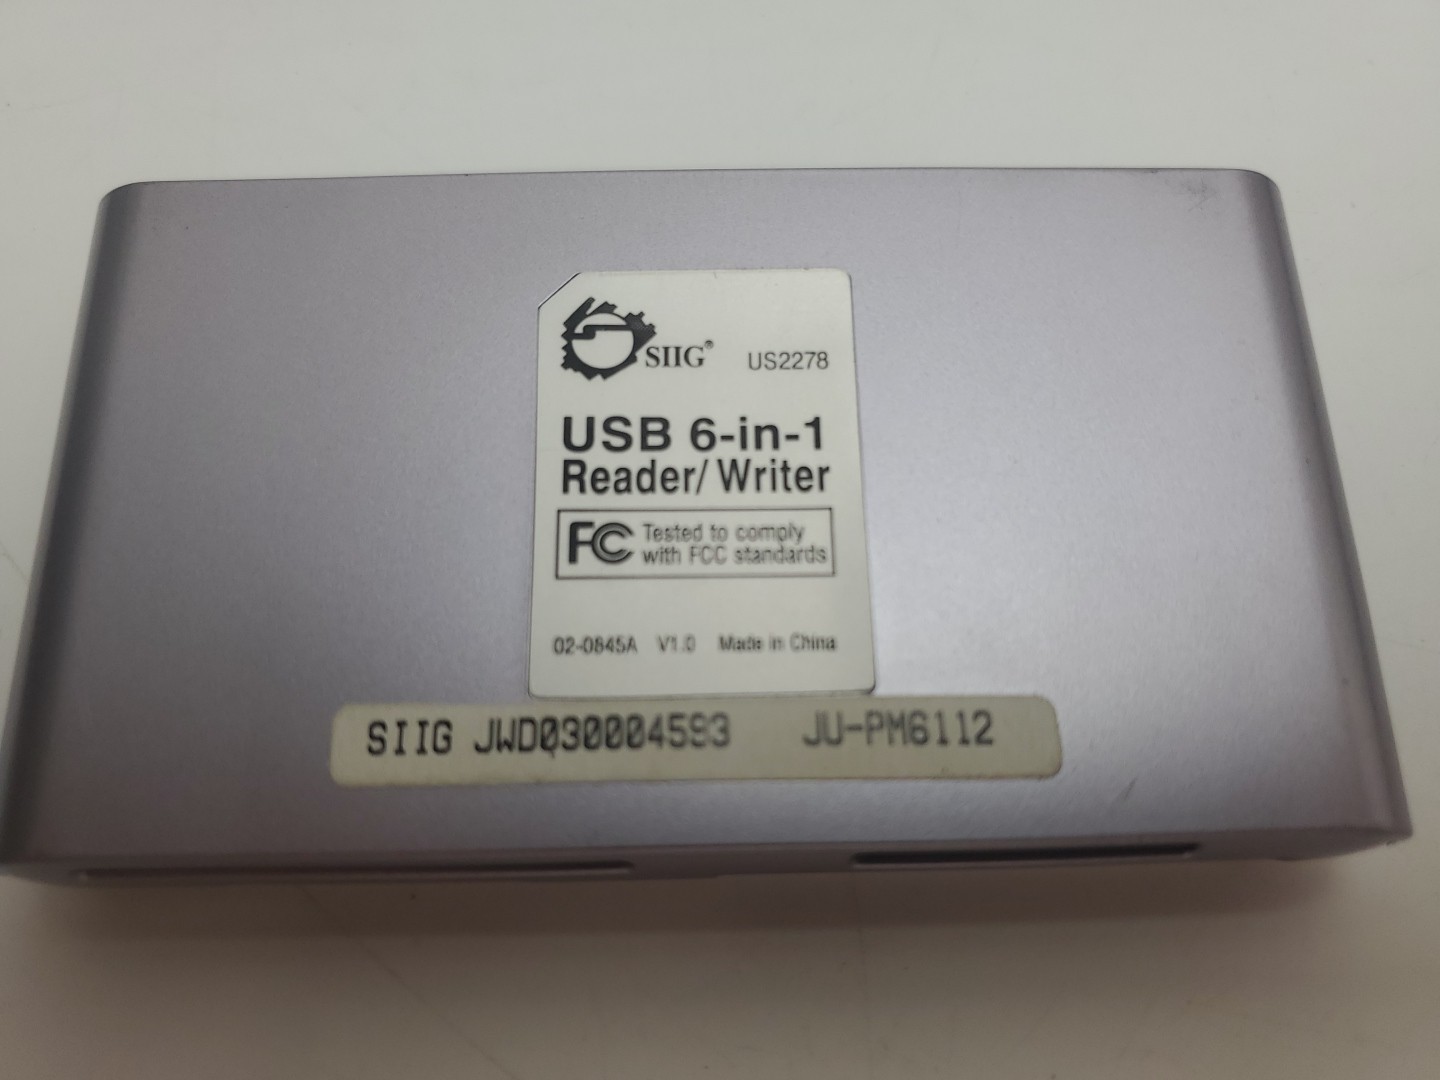 SIIG® US2278
USB 6-in-1
Reader/Writer
FC Tested to comply
with FCC standards
02-0845A V1.0 Made in China
SIIG JWD030004593 JU-PM6112